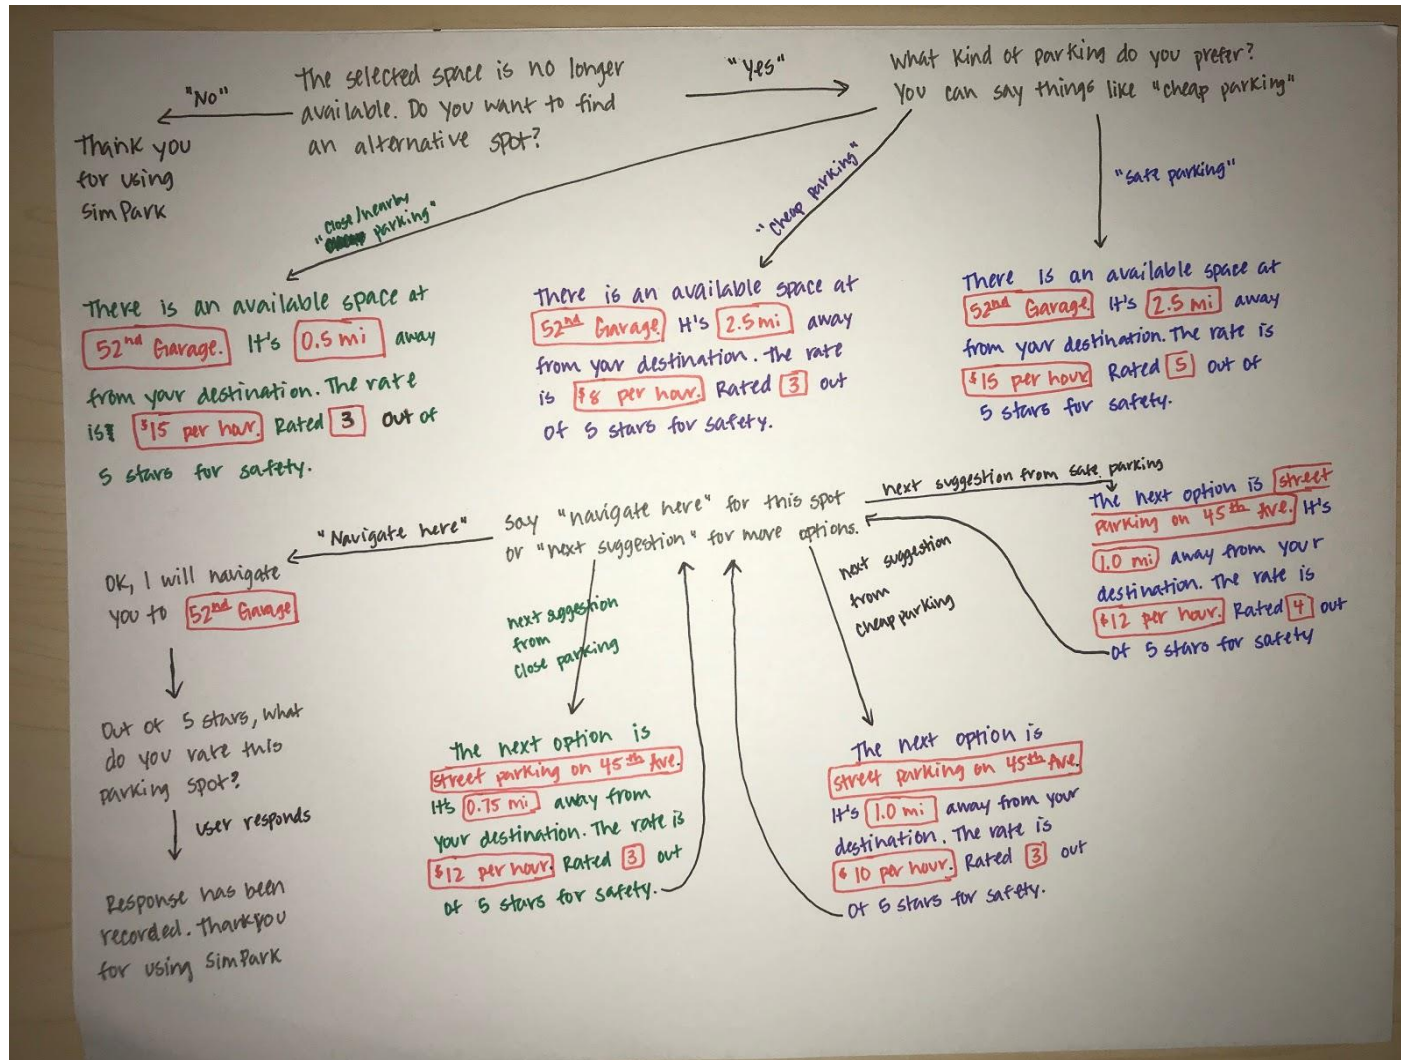 The selected space is no longer
available. Do you want to find
an alternative spot?
"No"
Thank you
for using
SimPark
"Yes"
What kind of parking do you prefer?
You can say things like "cheap parking"
"close/nearby
parking"
"cheap parking"
"safe parking"
There is an available space at
52nd Garage. It's 0.5 mi away
from your destination. The rate
is $15 per hour. Rated 3 out of
5 stars for safety.
There is an available space at
52nd Garage. It's 2.5 mi away
from your destination. The rate
is $8 per hour. Rated 3 out
of 5 stars for safety.
There is an available space at
52nd Garage. It's 2.5 mi away
from your destination. The rate is
$15 per hour Rated 5 out of
5 stars for safety.
Say "navigate here" for this spot
or "next suggestion" for more options.
"Navigate here"
OK, I will navigate
you to 52nd Garage
Out of 5 stars, what
do you rate this
parking spot?
user responds
Response has been
recorded. Thankyou
for using SimPark
next suggestion
from
close parking
The next option is
street parking on 45th Ave.
It's 0.75 mi away from
your destination. The rate is
$12 per hour. Rated 3 out
of 5 stars for safety.
next suggestion
from
cheap parking
The next option is
street parking on 45th Ave.
It's 1.0 mi away from your
destination. The rate is
$10 per hour. Rated 3 out
of 5 stars for safety.
next suggestion from safe parking
The next option is street
parking on 45th Ave. It's
1.0 mi away from your
destination. The rate is
$12 per hour. Rated 4 out
of 5 stars for safety